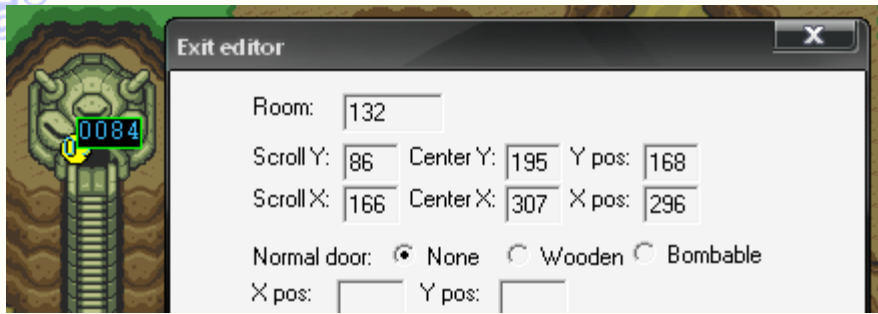 Exit editor
x
Room: 132
Scroll Y: 86 Center Y: 195 Y pos: 168
Scroll X: 166 Center X: 307 X pos: 296
Normal door: None Wooden Bombable
X pos: Y pos:
0084
0